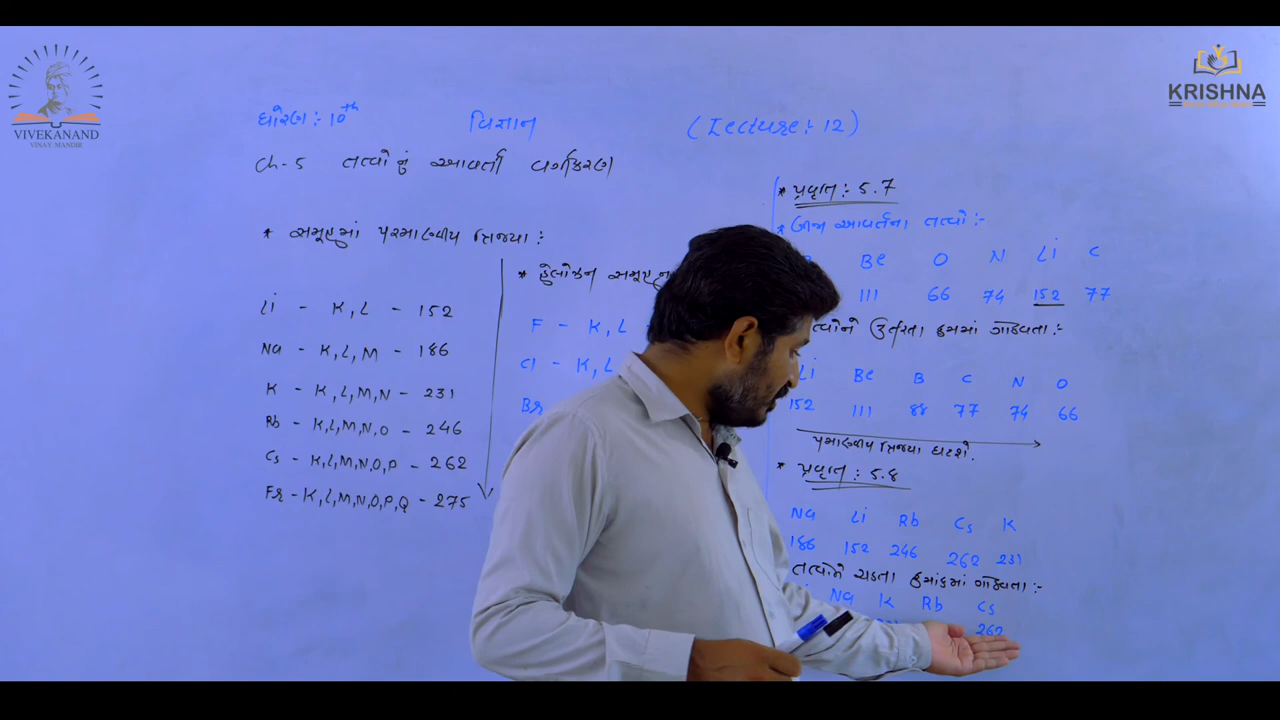 VIVEKANAND
VINAY MANDIR
KRISHNA
ધોરણ : 10th વિજ્ઞાન (Lecture : 12)
Ch-5 તત્વોનું આવર્તી વર્ગીકરણ
* સમૂહમાં પરમાણ્વીય ત્રિજ્યા :
Li - K, L - 152
Na - K, L, M - 186
K - K, L, M, N - 231
Rb - K, L, M, N, O - 246
Cs - K, L, M, N, O, P - 262
Fr - K, L, M, N, O, P, Q - 275
* હેલોજન સમૂહ
F - K, L
Cl - K, L
Br
* પ્રવૃત્તિ : 5.7
* બીજા આવર્તના તત્વો :-
Be O N Li C
111 66 74 152 77
ઉતરતા ક્રમમાં ગોઠવતા :-
Li Be B C N O
152 111 88 77 74 66
પરમાણ્વીય ત્રિજ્યા ઘટશે.
* પ્રવૃત્તિ : 5.8
Na Li Rb Cs K
186 152 246 262 231
તત્વોને ચડતા ક્રમાંકમાં ગોઠવતા :-
Na K Rb Cs
262